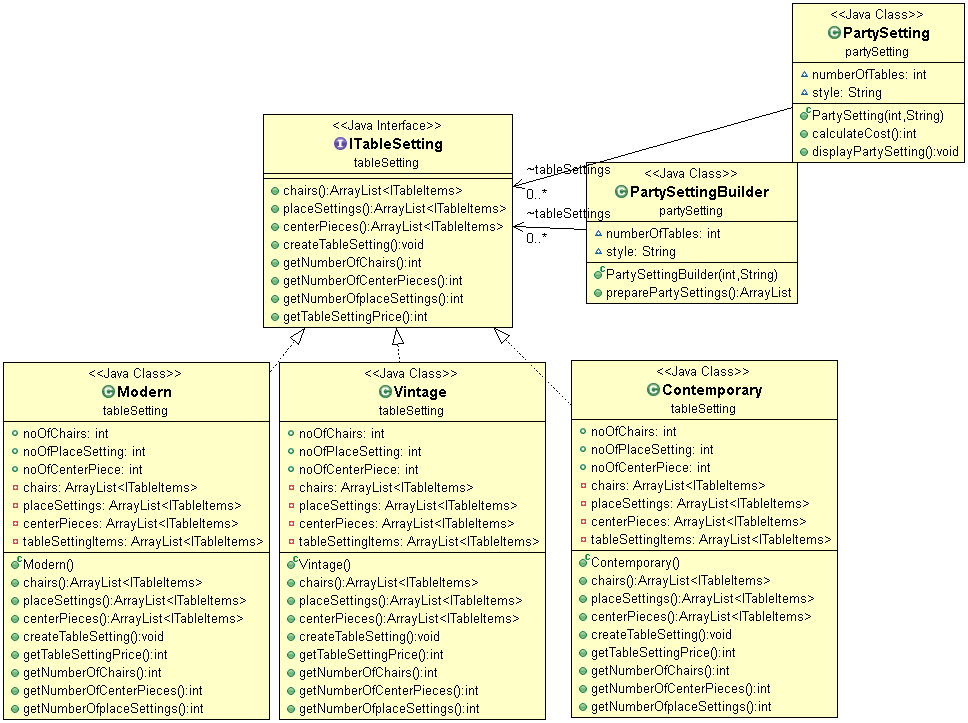 <<Java Class>>
PartySetting
partySetting
numberOfTables: int
style: String
PartySetting(int,String)
calculateCost():int
displayPartySetting():void
<<Java Interface>>
ITableSetting
tableSetting
chairs():ArrayList<ITableItems>
placeSettings():ArrayList<ITableItems>
centerPieces():ArrayList<ITableItems>
createTableSetting():void
getNumberOfChairs():int
getNumberOfCenterPieces():int
getNumberOfplaceSettings():int
getTableSettingPrice():int
~tableSettings
0..*
~tableSettings
0..*
<<Java Class>>
PartySettingBuilder
partySetting
numberOfTables: int
style: String
PartySettingBuilder(int,String)
preparePartySettings():ArrayList
<<Java Class>>
Modern
tableSetting
noOfChairs: int
noOfPlaceSetting: int
noOfCenterPiece: int
chairs: ArrayList<ITableItems>
placeSettings: ArrayList<ITableItems>
centerPieces: ArrayList<ITableItems>
tableSettingItems: ArrayList<ITableItems>
Modern()
chairs():ArrayList<ITableItems>
placeSettings():ArrayList<ITableItems>
centerPieces():ArrayList<ITableItems>
createTableSetting():void
getTableSettingPrice():int
getNumberOfChairs():int
getNumberOfCenterPieces():int
getNumberOfplaceSettings():int
<<Java Class>>
Vintage
tableSetting
noOfChairs: int
noOfPlaceSetting: int
noOfCenterPiece: int
chairs: ArrayList<ITableItems>
placeSettings: ArrayList<ITableItems>
centerPieces: ArrayList<ITableItems>
tableSettingItems: ArrayList<ITableItems>
Vintage()
chairs():ArrayList<ITableItems>
placeSettings():ArrayList<ITableItems>
centerPieces():ArrayList<ITableItems>
createTableSetting():void
getTableSettingPrice():int
getNumberOfChairs():int
getNumberOfCenterPieces():int
getNumberOfplaceSettings():int
<<Java Class>>
Contemporary
tableSetting
noOfChairs: int
noOfPlaceSetting: int
noOfCenterPiece: int
chairs: ArrayList<ITableItems>
placeSettings: ArrayList<ITableItems>
centerPieces: ArrayList<ITableItems>
tableSettingItems: ArrayList<ITableItems>
Contemporary()
chairs():ArrayList<ITableItems>
placeSettings():ArrayList<ITableItems>
centerPieces():ArrayList<ITableItems>
createTableSetting():void
getTableSettingPrice():int
getNumberOfChairs():int
getNumberOfCenterPieces():int
getNumberOfplaceSettings():int